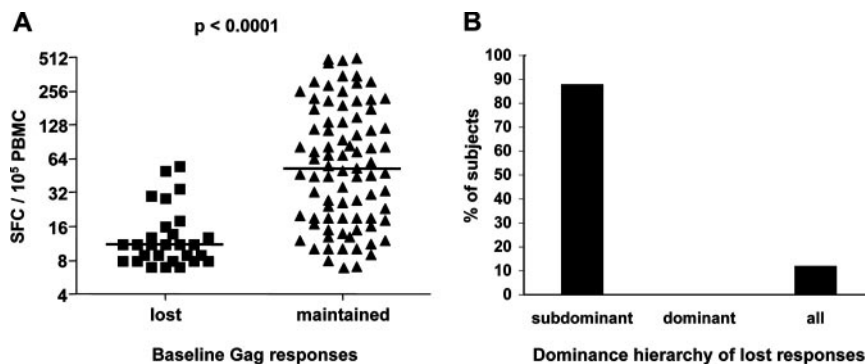 A
p < 0.0001
SFC / 10⁵ PBMC
512
256
128
64
32
16
8
4
lost
maintained
Baseline Gag responses
B
% of subjects
100
90
80
70
60
50
40
30
20
10
0
subdominant
dominant
all
Dominance hierarchy of lost responses